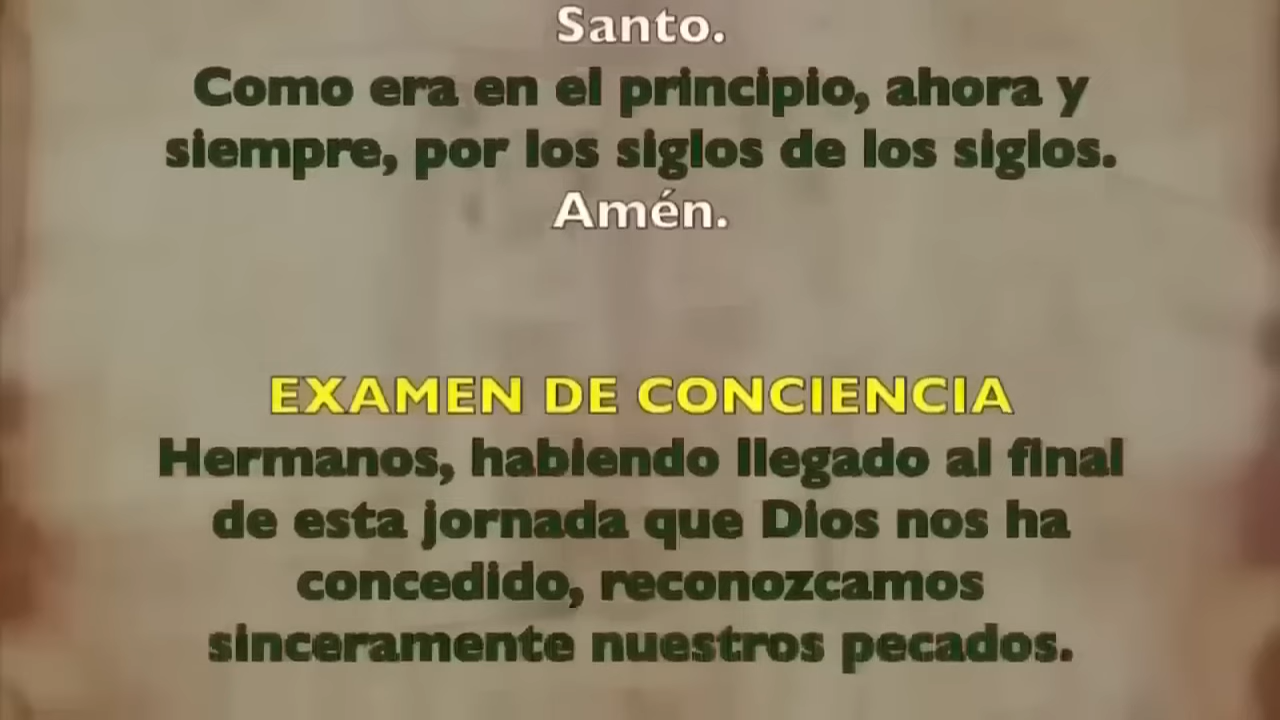 Santo.
Como era en el principio, ahora y
siempre, por los siglos de los siglos.
Amén.
EXAMEN DE CONCIENCIA
Hermanos, habiendo llegado al final
de esta jornada que Dios nos ha
concedido, reconozcamos
sinceramente nuestros pecados.